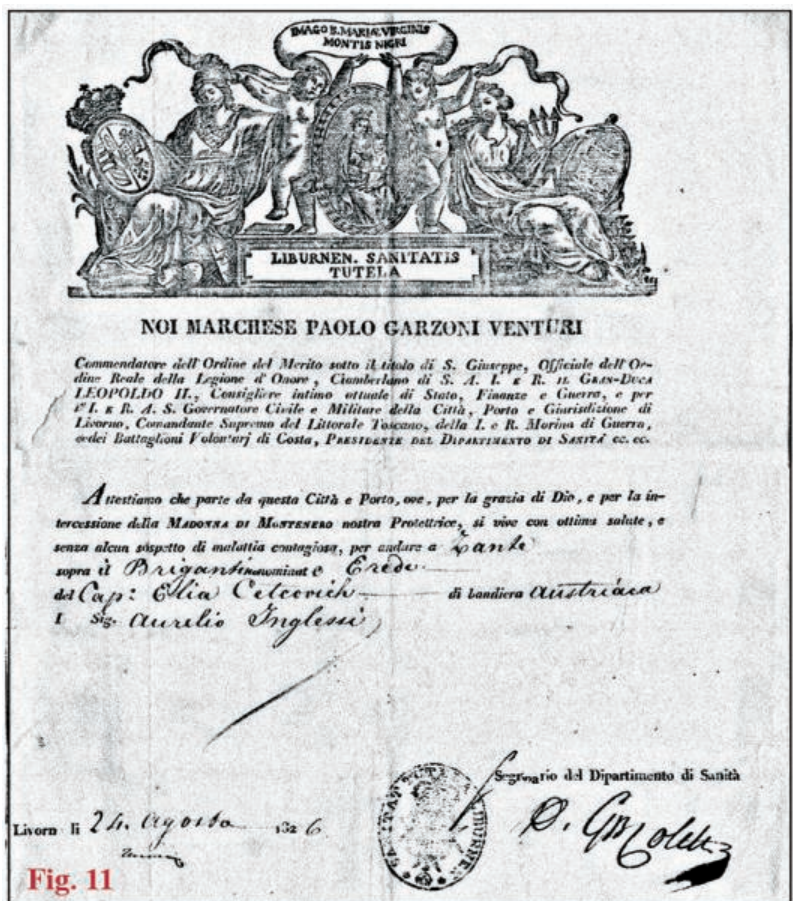 IMAGO B. MARIÆ VIRGINIS
MONTIS NIGRI
LIBURNEN. SANITATIS
TUTELA
NOI MARCHESE PAOLO GARZONI VENTURI
Commendatore dell'Ordine del Merito sotto il titolo di S. Giuseppe, Officiale dell'Or-
dine Reale della Legione d'Onore, Ciamberlano di S. A. I. E R. IL GRAN-DUCA
LEOPOLDO II., Consigliere intimo attuale di Stato, Finanze e Guerra, e per
l'I. E R. A. S. Governatore Civile e Militare della Città, Porto e Giurisdizione di
Livorno, Comandante Supremo del Littorale Toscano, della I. e R. Marina di Guerra,
e dei Battaglioni Volontarj di Costa, PRESIDENTE DEL DIPARTIMENTO DI SANITÀ ec. ec.
Attestiamo che parte da questa Città e Porto, ove, per la grazia di Dio, e per la in-
tercessione della MADONNA DI MONTENERO nostra Protettrice, si vive con ottima salute, e
senza alcun sospetto di malattia contagiosa, per andare a Zante
sopra il Brigantino nominato Erede
del Cap: Elia Cetcovich di bandiera Austriaca
I Sig. Aurelio Inglessi
Segretario del Dipartimento di Sanità
Livorno li 24. Agosto 1826
Fig. 11